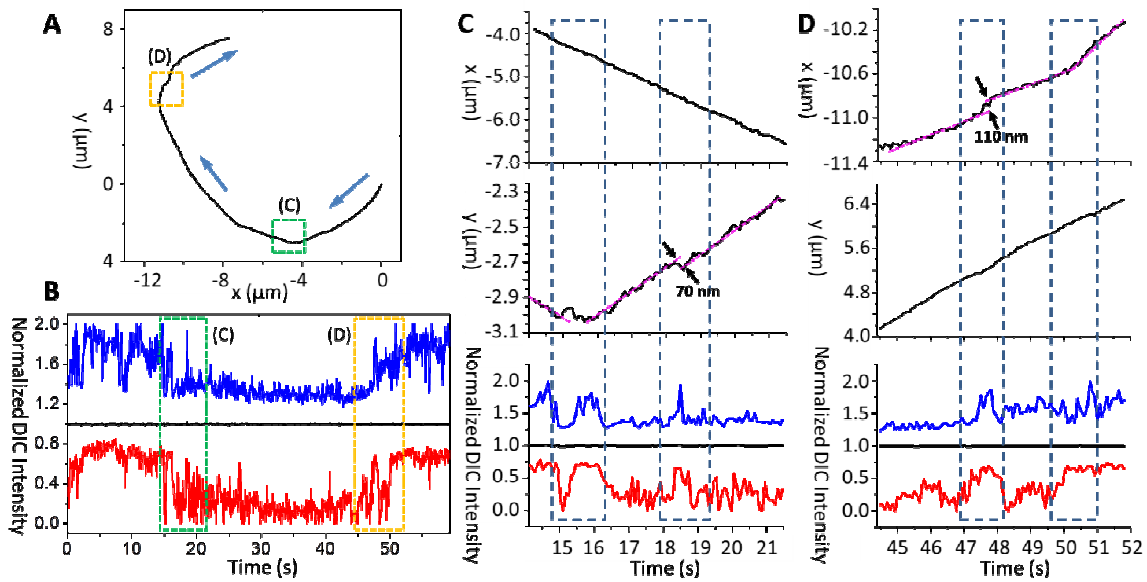 A
8
4
0
4
y (µm)
(D)
(C)
-12
-8
-4
0
x (µm)
B
2.0
1.6
1.2
0.8
0.4
0.0
Normalized DIC Intensity
(C)
(D)
0
10
20
30
40
50
Time (s)
C
-4.0
-5.0
-6.0
-7.0
x (µm)
-2.3
-2.5
-2.7
-2.9
-3.1
y (µm)
70 nm
2.0
1.5
1.0
0.5
0.0
Normalized DIC Intensity
15 16 17 18 19 20 21
Time (s)
D
-10.2
-10.6
-11.0
-11.4
x (µm)
110 nm
6.4
5.6
4.8
4.0
y (µm)
2.0
1.5
1.0
0.5
0.0
Normalized DIC Intensity
45 46 47 48 49 50 51 52
Time (s)